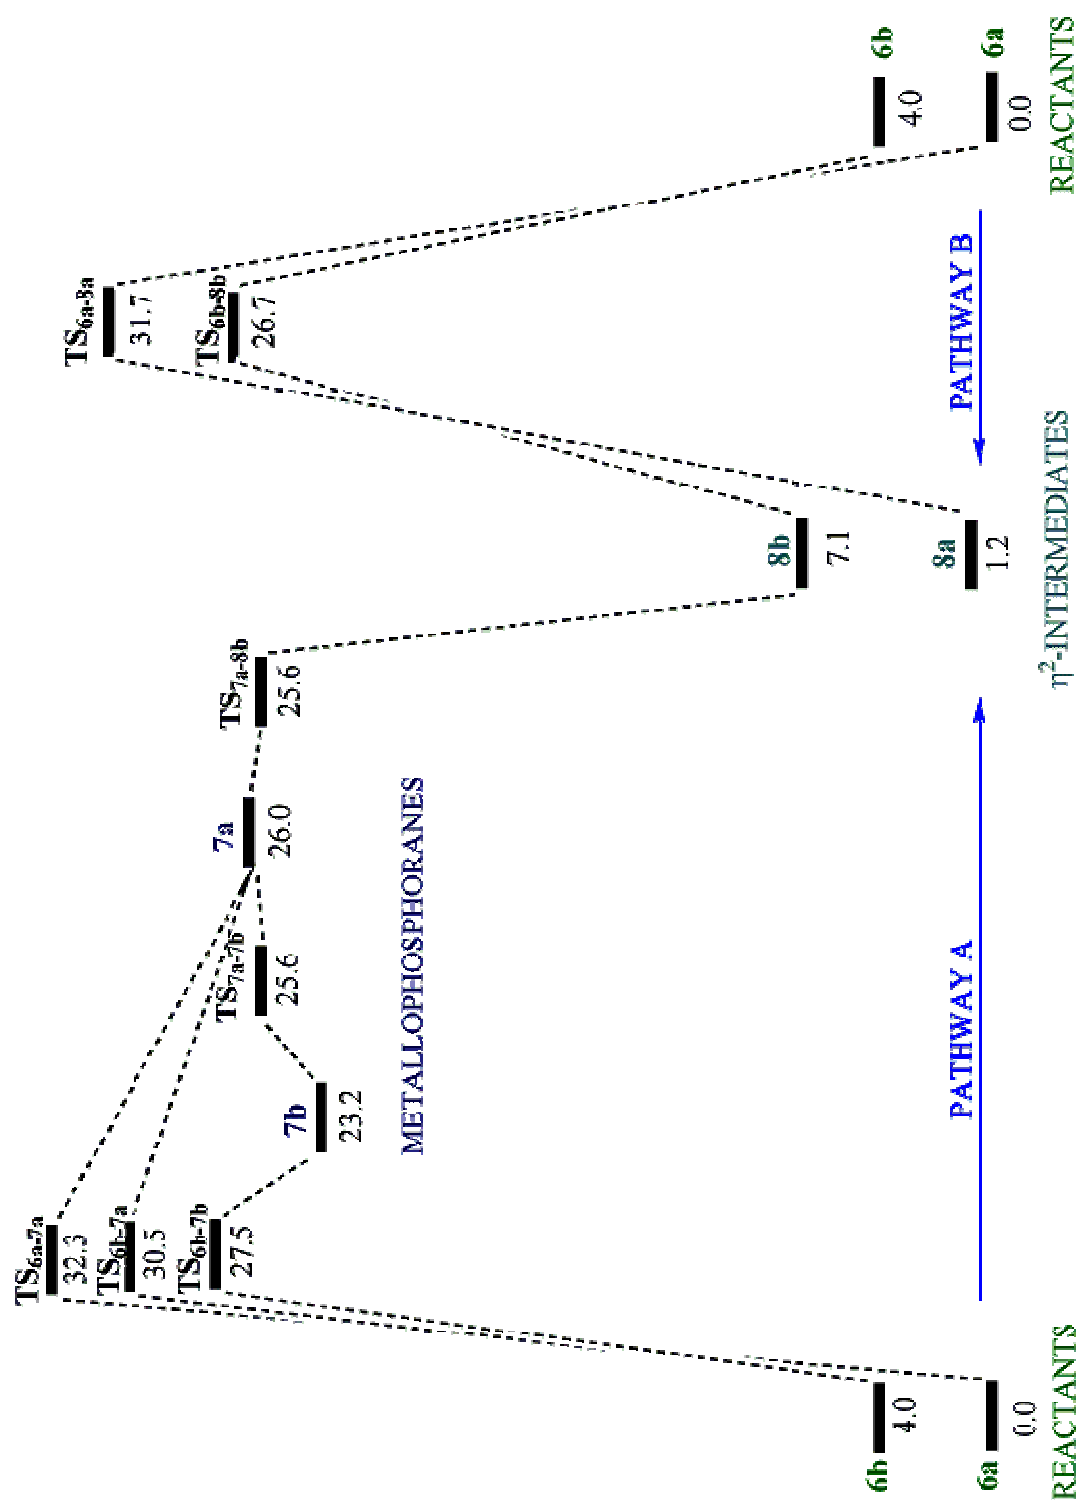 TS6a-7a
32.3
TS6b-7a
30.5
TS6b-7b
27.5
7b
23.2
TS7a-7b
25.6
7a
26.0
TS7a-8b
25.6
METALLOPHOSPHORANES
TS6a-8a
31.7
TS6b-8b
26.7
8b
7.1
8a
1.2
6b
4.0
6a
0.0
6b
4.0
6a
0.0
PATHWAY A
PATHWAY B
REACTANTS
η²-INTERMEDIATES
REACTANTS